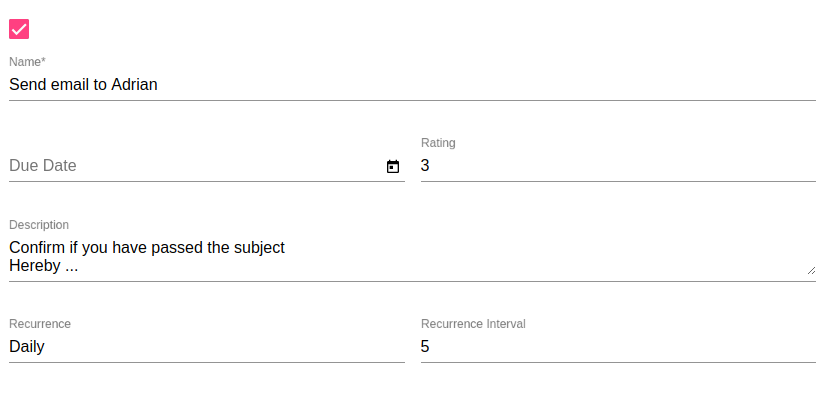 Name*
Send email to Adrian
Due Date
Rating
3
Description
Confirm if you have passed the subject
Hereby ...
Recurrence
Daily
Recurrence Interval
5